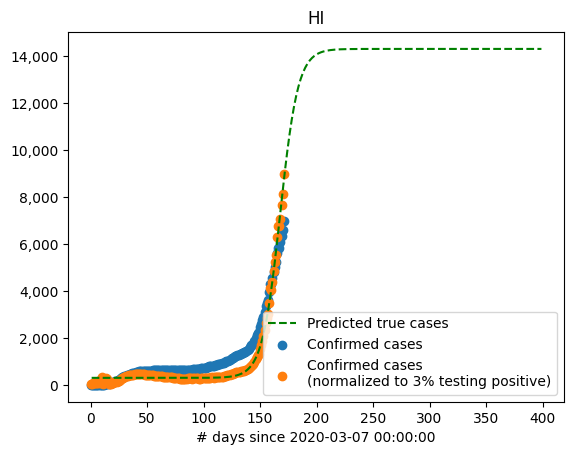 HI
14,000
12,000
10,000
8,000
6,000
4,000
2,000
0
Predicted true cases
Confirmed cases
Confirmed cases
(normalized to 3% testing positive)
0 50 100 150 200 250 300 350 400
# days since 2020-03-07 00:00:00